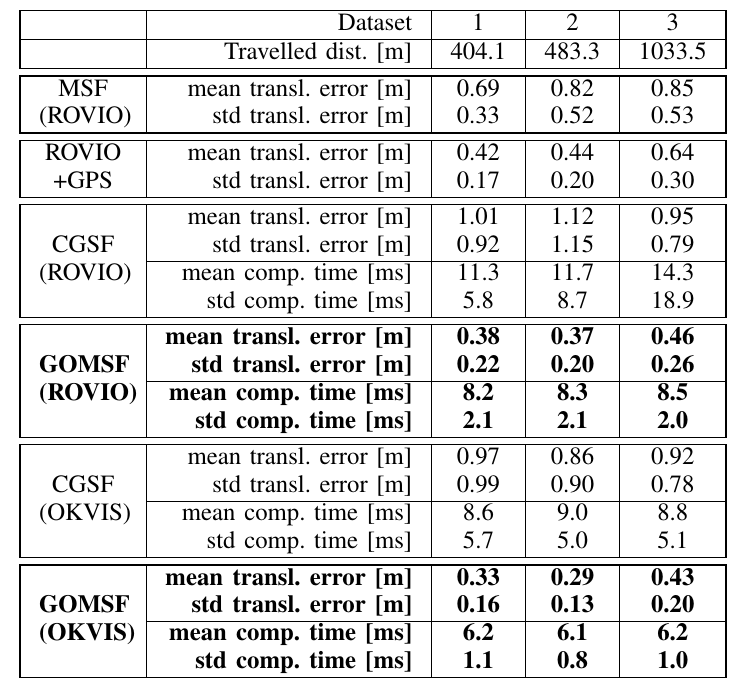 Dataset 1 2 3
Travelled dist. [m] 404.1 483.3 1033.5
MSF mean transl. error [m] 0.69 0.82 0.85
(ROVIO) std transl. error [m] 0.33 0.52 0.53
ROVIO mean transl. error [m] 0.42 0.44 0.64
+GPS std transl. error [m] 0.17 0.20 0.30
mean transl. error [m] 1.01 1.12 0.95
CGSF std transl. error [m] 0.92 1.15 0.79
(ROVIO) mean comp. time [ms] 11.3 11.7 14.3
std comp. time [ms] 5.8 8.7 18.9
mean transl. error [m] 0.38 0.37 0.46
GOMSF std transl. error [m] 0.22 0.20 0.26
(ROVIO) mean comp. time [ms] 8.2 8.3 8.5
std comp. time [ms] 2.1 2.1 2.0
mean transl. error [m] 0.97 0.86 0.92
CGSF std transl. error [m] 0.99 0.90 0.78
(OKVIS) mean comp. time [ms] 8.6 9.0 8.8
std comp. time [ms] 5.7 5.0 5.1
mean transl. error [m] 0.33 0.29 0.43
GOMSF std transl. error [m] 0.16 0.13 0.20
(OKVIS) mean comp. time [ms] 6.2 6.1 6.2
std comp. time [ms] 1.1 0.8 1.0